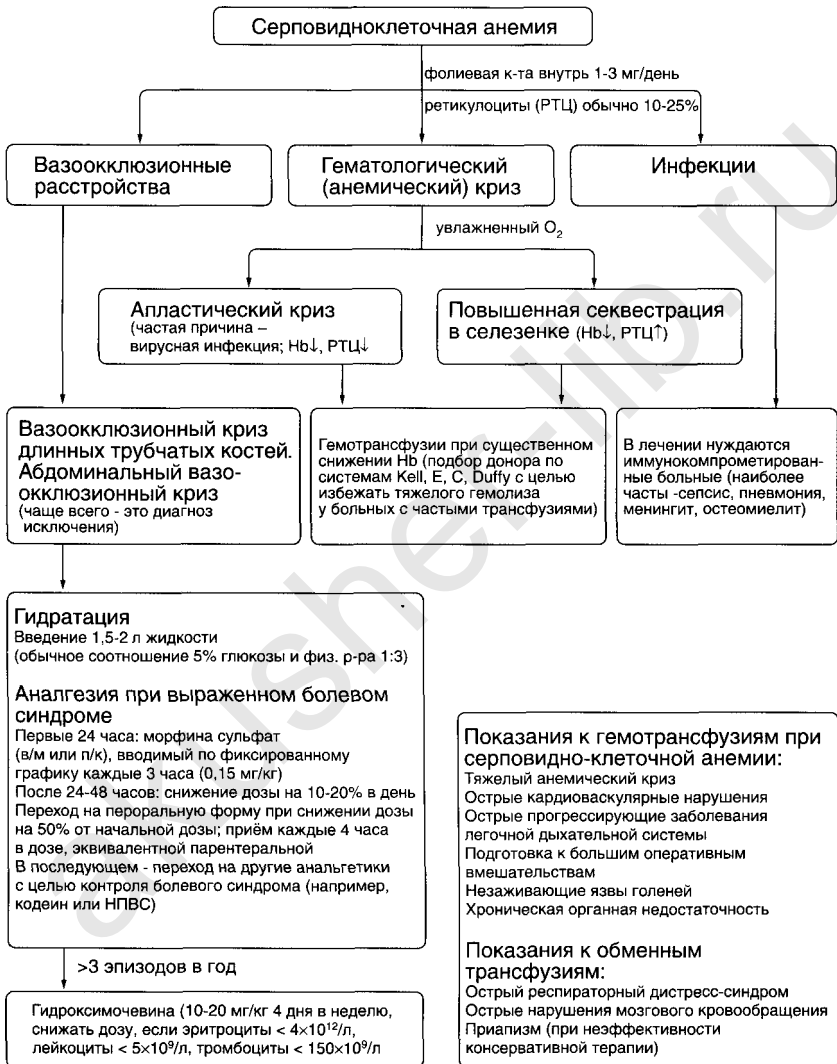 Серповидноклеточная анемия
фолиевая к-та внутрь 1-3 мг/день
ретикулоциты (РТЦ) обычно 10-25%
Вазоокклюзионные
расстройства
Гематологический
(анемический) криз
Инфекции
увлажненный O₂
Апластический криз
(частая причина –
вирусная инфекция; Hb↓, РТЦ↓
Повышенная секвестрация
в селезенке (Hb↓, РТЦ↑)
Вазоокклюзионный криз
длинных трубчатых костей.
Абдоминальный вазо-
окклюзионный криз
(чаще всего - это диагноз
исключения)
Гемотрансфузии при существенном
снижении Hb (подбор донора по
системам Kell, E, C, Duffy с целью
избежать тяжелого гемолиза
у больных с частыми трансфузиями)
В лечении нуждаются
иммунокомпрометирован-
ные больные (наиболее
часты -сепсис, пневмония,
менингит, остеомиелит)
Гидратация
Введение 1,5-2 л жидкости
(обычное соотношение 5% глюкозы и физ. р-ра 1:3)
Аналгезия при выраженном болевом
синдроме
Первые 24 часа: морфина сульфат
(в/м или п/к), вводимый по фиксированному
графику каждые 3 часа (0,15 мг/кг)
После 24-48 часов: снижение дозы на 10-20% в день
Переход на пероральную форму при снижении дозы
на 50% от начальной дозы; приём каждые 4 часа
в дозе, эквивалентной парентеральной
В последующем - переход на другие анальгетики
с целью контроля болевого синдрома (например,
кодеин или НПВС)
>3 эпизодов в год
Гидроксимочевина (10-20 мг/кг 4 дня в неделю,
снижать дозу, если эритроциты < 4×10¹²/л,
лейкоциты < 5×10⁹/л, тромбоциты < 150×10⁹/л
Показания к гемотрансфузиям при
серповидно-клеточной анемии:
Тяжелый анемический криз
Острые кардиоваскулярные нарушения
Острые прогрессирующие заболевания
легочной дыхательной системы
Подготовка к большим оперативным
вмешательствам
Незаживающие язвы голеней
Хроническая органная недостаточность
Показания к обменным
трансфузиям:
Острый респираторный дистресс-синдром
Острые нарушения мозгового кровообращения
Приапизм (при неэффективности
консервативной терапии)
akusher-lib.ru